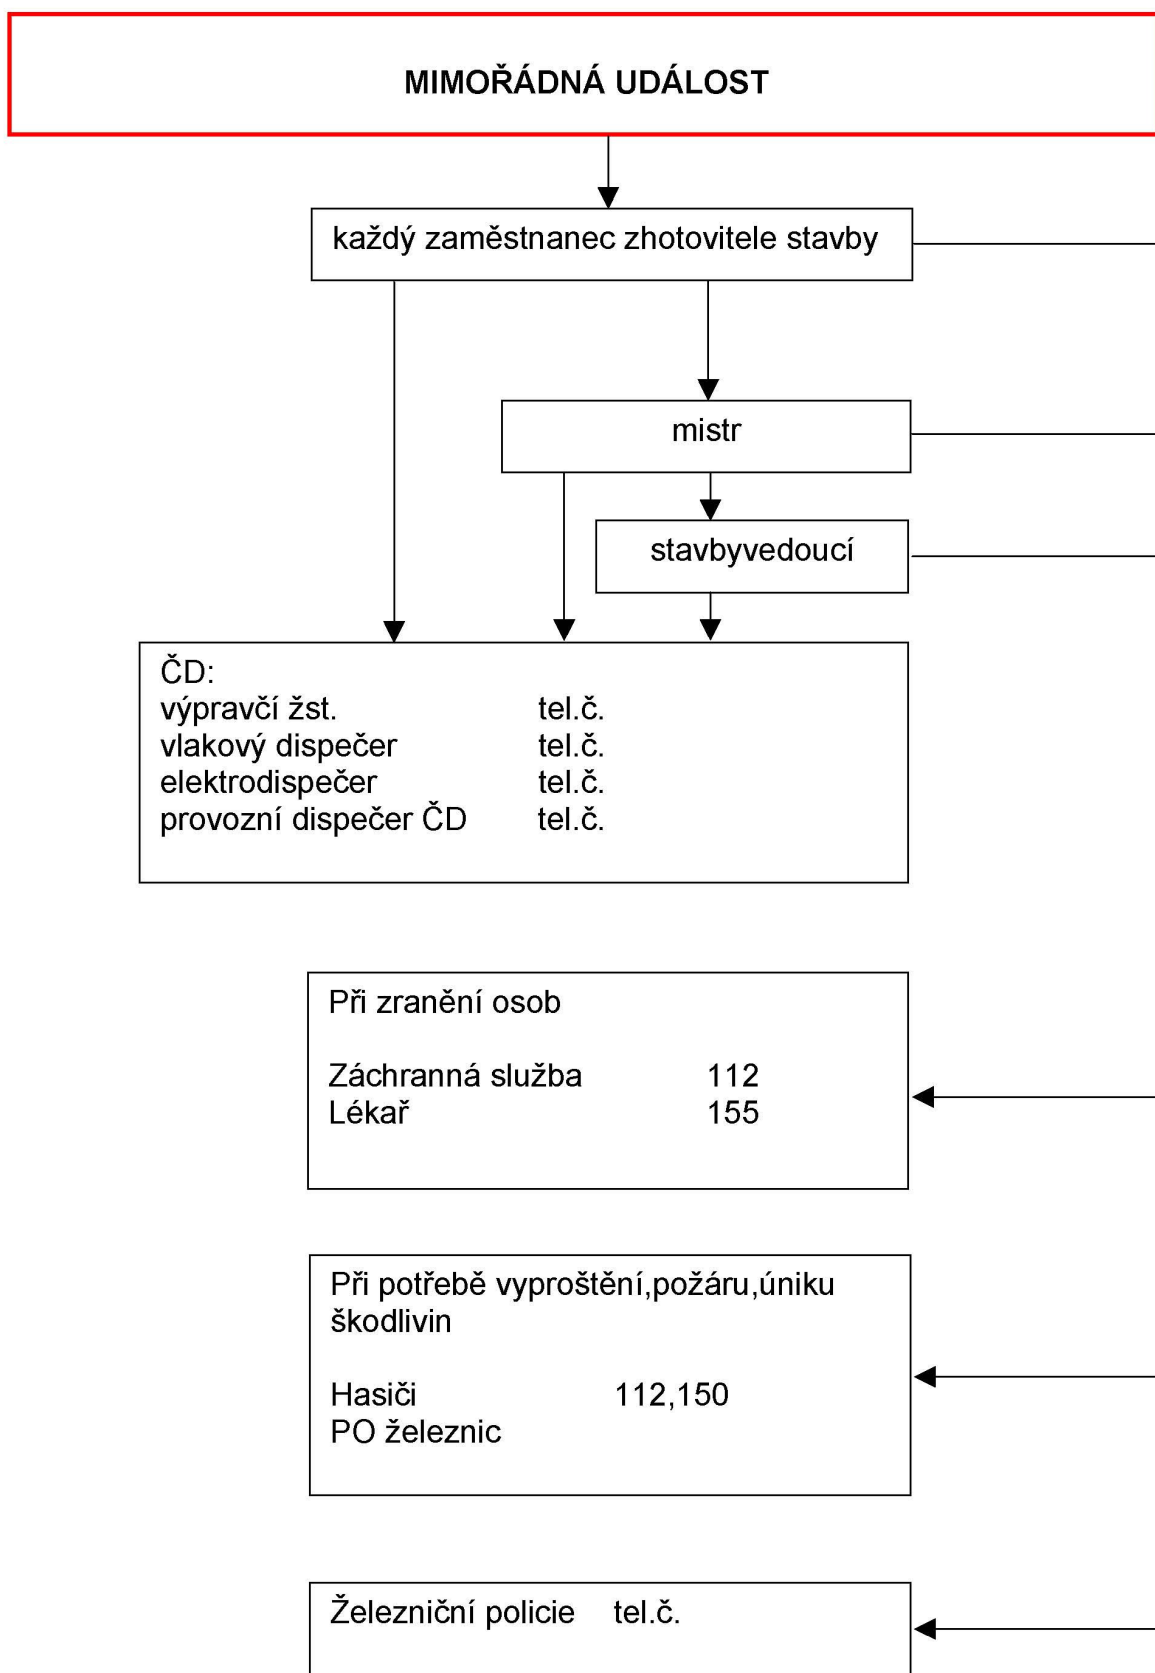 MIMOŘÁDNÁ UDÁLOST
každý zaměstnanec zhotovitele stavby
mistr
stavbyvedoucí
ČD:
výpravčí žst. tel.č.
vlakový dispečer tel.č.
elektrodispečer tel.č.
provozní dispečer ČD tel.č.
Při zranění osob
Záchranná služba 112
Lékař 155
Při potřebě vyproštění,požáru,úniku
škodlivin
Hasiči 112,150
PO železnic
Železniční policie tel.č.